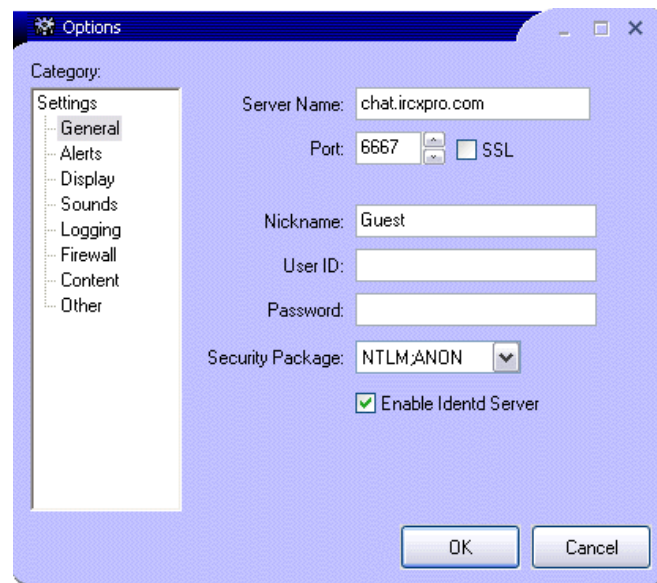 Options
Category:
Settings
General
Alerts
Display
Sounds
Logging
Firewall
Content
Other
Server Name: chat.ircxpro.com
Port: 6667 SSL
Nickname: Guest
User ID:
Password:
Security Package: NTLM;ANON
Enable Identd Server
OK Cancel